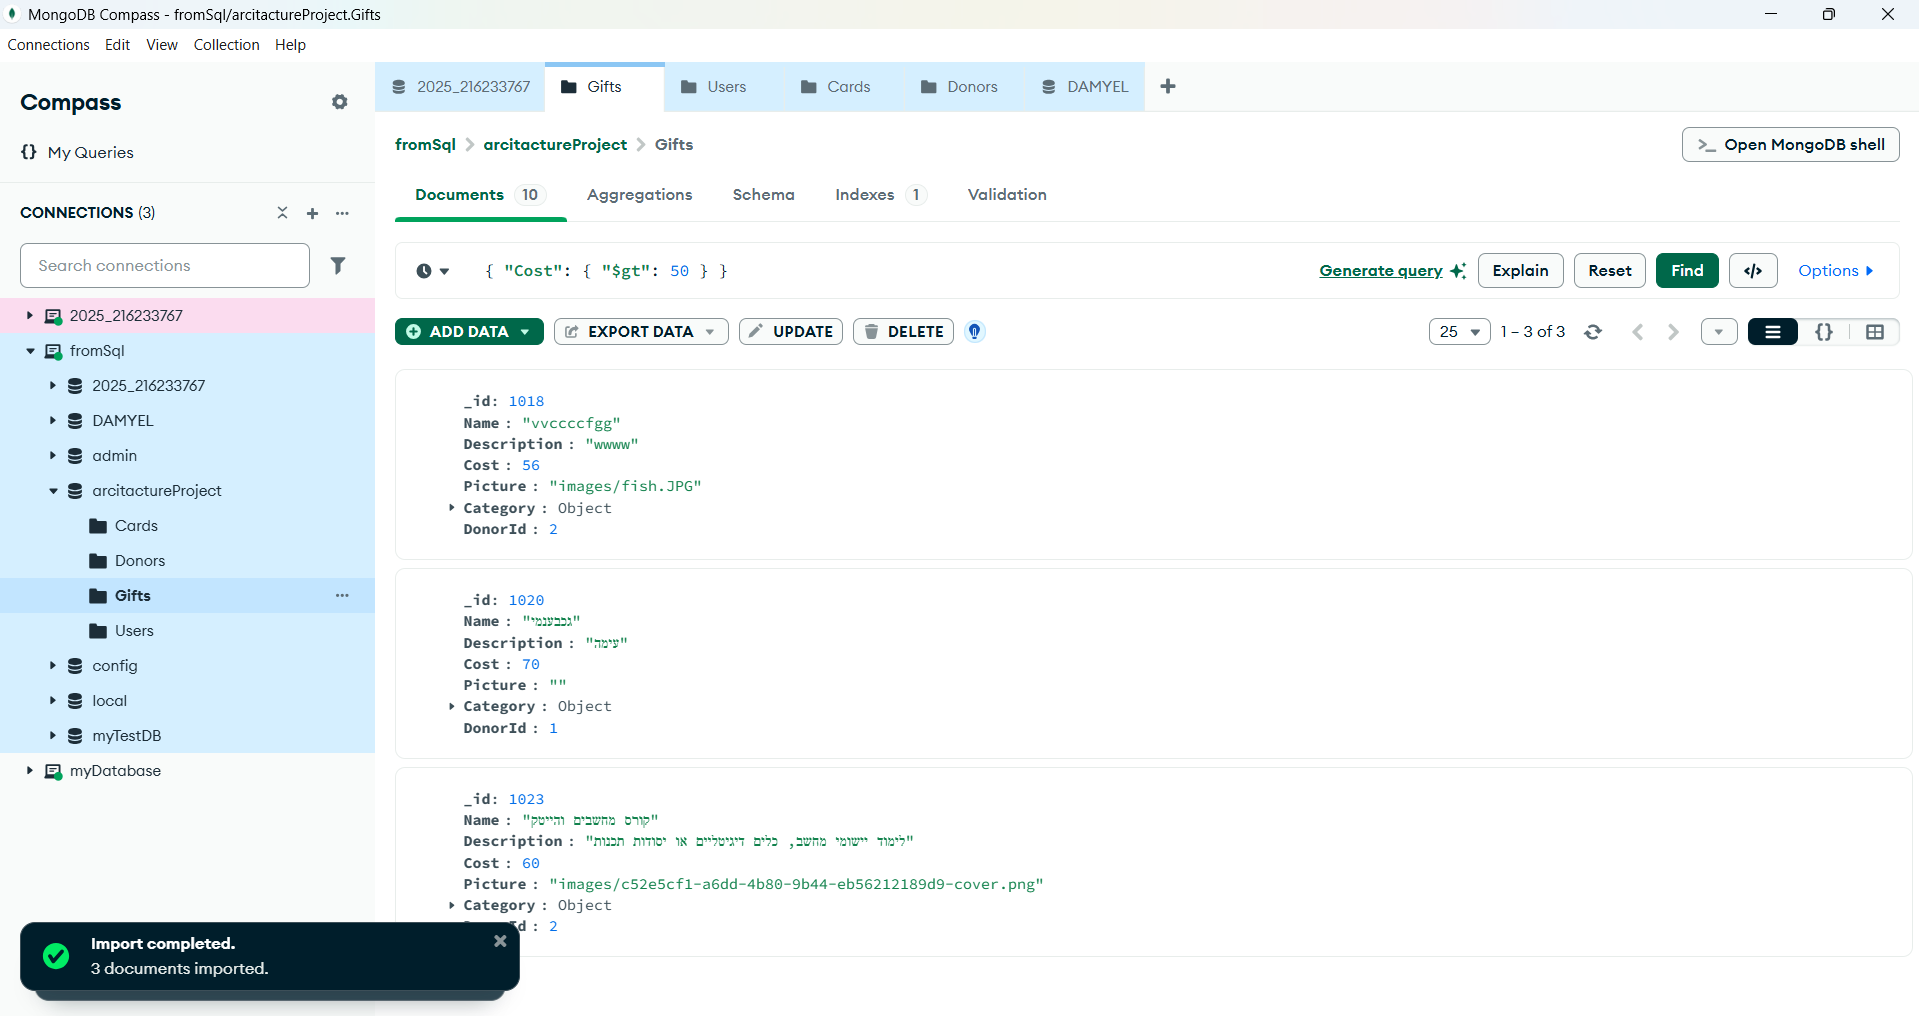 MongoDB Compass - fromSql/arcitactureProject.Gifts
Connections Edit View Collection Help
Compass
{} My Queries
CONNECTIONS (3)
Search connections
2025_216233767
fromSql
2025_216233767
DAMYEL
admin
arcitactureProject
Cards
Donors
Gifts
Users
config
local
myTestDB
myDatabase
2025_216233767 Gifts Users Cards Donors DAMYEL
fromSql > arcitactureProject > Gifts
>_ Open MongoDB shell
Documents 10 Aggregations Schema Indexes 1 Validation
{ "Cost": { "$gt": 50 } }
Generate query Explain Reset Find </> Options
ADD DATA EXPORT DATA UPDATE DELETE
25 1 – 3 of 3 {}
_id: 1018
Name : "vvccccfgg"
Description : "wwww"
Cost : 56
Picture : "images/fish.JPG"
Category : Object
DonorId : 2
_id: 1020
Name : "גכבענמי"
Description : "עימה"
Cost : 70
Picture : ""
Category : Object
DonorId : 1
_id: 1023
Name : "קורס מחשבים והייטק"
Description : "לימוד יישומי מחשב, כלים דיגיטליים או יסודות תכנות"
Cost : 60
Picture : "images/c52e5cf1-a6dd-4b80-9b44-eb56212189d9-cover.png"
Category : Object
d : 2
Import completed.
3 documents imported.